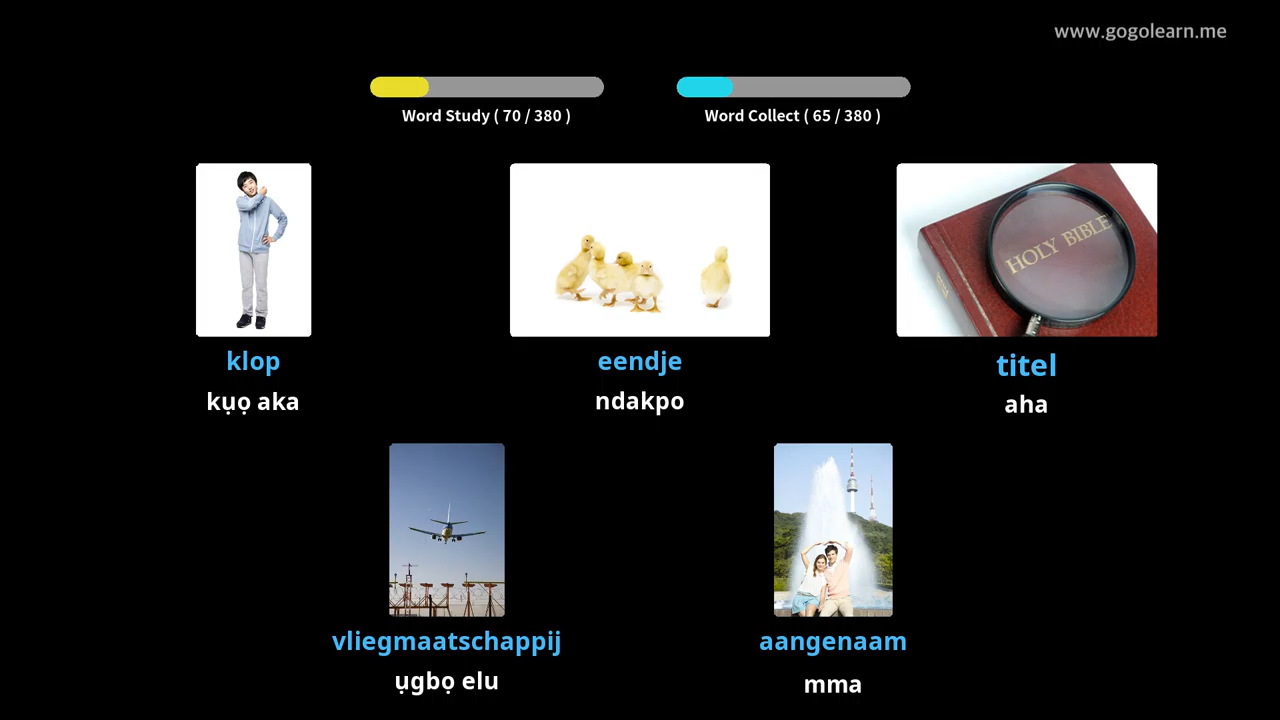 www.gogolearn.me
Word Study ( 70 / 380 )
Word Collect ( 65 / 380 )
HOLY BIBLE
klop
kụọ aka
eendje
ndakpo
titel
aha
vliegmaatschappij
ụgbọ elu
aangenaam
mma